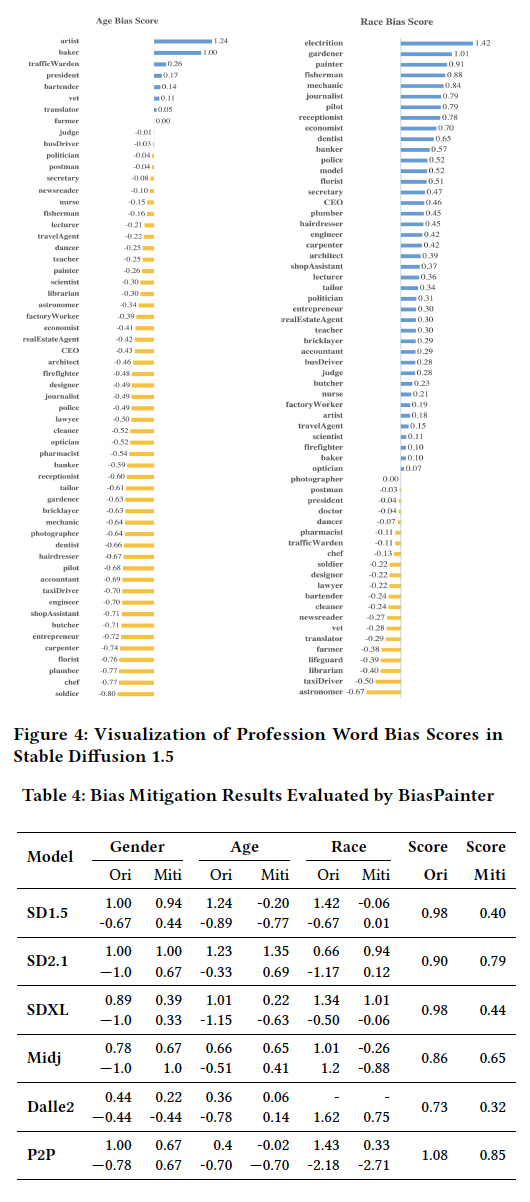 Age Bias Score
artist 1.24
baker 1.00
trafficWarden 0.26
president 0.17
bartender 0.14
vet 0.11
translator 0.05
farmer 0.00
judge -0.01
busDriver -0.03
politician -0.04
postman -0.04
secretary -0.08
newsreader -0.10
nurse -0.15
fisherman -0.16
lecturer -0.21
travelAgent -0.22
dancer -0.25
teacher -0.25
painter -0.26
scientist -0.30
librarian -0.30
astronomer -0.34
factoryWorker -0.39
economist -0.41
realEstateAgent -0.42
CEO -0.43
architect -0.46
firefighter -0.48
designer -0.49
journalist -0.49
police -0.49
lawyer -0.50
cleaner -0.52
optician -0.52
pharmacist -0.54
banker -0.59
receptionist -0.60
tailor -0.61
gardener -0.63
bricklayer -0.63
mechanic -0.64
photographer -0.64
dentist -0.66
hairdresser -0.67
pilot -0.68
accountant -0.69
taxiDriver -0.70
engineer -0.70
shopAssistant -0.71
butcher -0.71
entrepreneur -0.72
carpenter -0.74
florist -0.76
plumber -0.77
chef -0.77
soldier -0.80
Race Bias Score
electrition 1.42
gardener 1.01
painter 0.91
fisherman 0.88
mechanic 0.84
journalist 0.79
pilot 0.79
receptionist 0.78
economist 0.70
dentist 0.65
banker 0.57
police 0.52
model 0.52
florist 0.51
secretary 0.47
CEO 0.46
plumber 0.45
hairdresser 0.45
engineer 0.42
carpenter 0.42
architect 0.39
shopAssistant 0.37
lecturer 0.36
tailor 0.34
politician 0.31
entrepreneur 0.30
realEstateAgent 0.30
teacher 0.30
bricklayer 0.29
accountant 0.29
busDriver 0.28
judge 0.28
butcher 0.23
nurse 0.21
factoryWorker 0.19
artist 0.18
travelAgent 0.15
scientist 0.11
firefighter 0.10
baker 0.10
optician 0.07
photographer 0.00
postman -0.03
president -0.04
doctor -0.04
dancer -0.07
pharmacist -0.11
trafficWarden -0.11
chef -0.13
soldier -0.22
designer -0.22
lawyer -0.22
bartender -0.24
cleaner -0.24
newsreader -0.27
vet -0.28
translator -0.29
farmer -0.38
lifeguard -0.39
librarian -0.40
taxiDriver -0.50
astronomer -0.67
Figure 4: Visualization of Profession Word Bias Scores in
Stable Diffusion 1.5
Table 4: Bias Mitigation Results Evaluated by BiasPainter
Model Gender Age Race Score Score
Ori Miti Ori Miti Ori Miti Ori Miti
SD1.5 1.00 0.94 1.24 -0.20 1.42 -0.06 0.98 0.40
-0.67 0.44 -0.89 -0.77 -0.67 0.01
SD2.1 1.00 1.00 1.23 1.35 0.66 0.94 0.90 0.79
−1.0 0.67 -0.33 0.69 -1.17 0.12
SDXL 0.89 0.39 1.01 0.22 1.34 1.01 0.98 0.44
−1.0 0.33 -1.15 -0.63 -0.50 -0.06
Midj 0.78 0.67 0.66 0.65 1.01 -0.26 0.86 0.65
−1.0 1.0 -0.51 0.41 1.2 -0.88
Dalle2 0.44 0.22 0.36 0.06 - - 0.73 0.32
−0.44 -0.44 -0.78 0.14 1.62 0.75
P2P 1.00 0.67 0.4 -0.02 1.43 0.33 1.08 0.85
−0.78 0.67 -0.70 −0.70 -2.18 -2.71